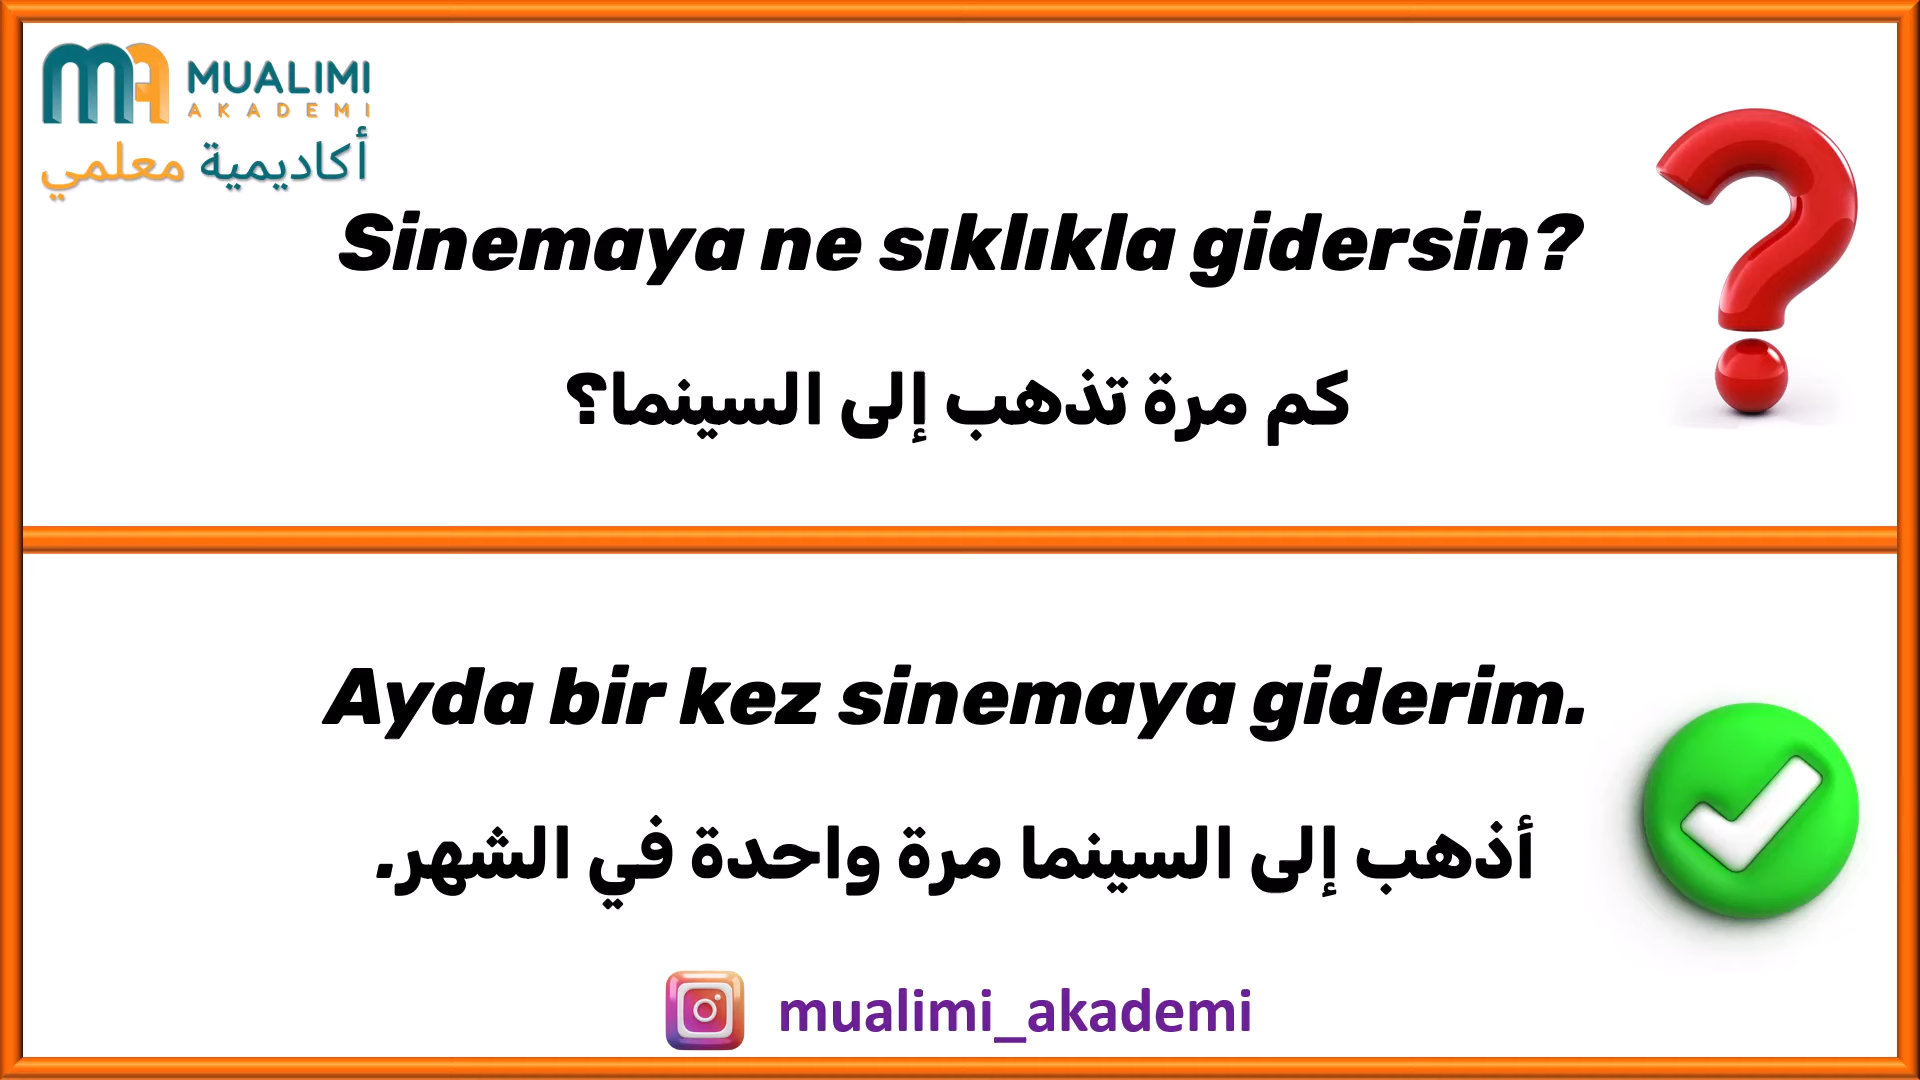 MUALIMI
AKADEMI
أكاديمية معلمي
Sinemaya ne sıklıkla gidersin?
كم مرة تذهب إلى السينما؟
Ayda bir kez sinemaya giderim.
أذهب إلى السينما مرة واحدة في الشهر.
mualimi_akademi